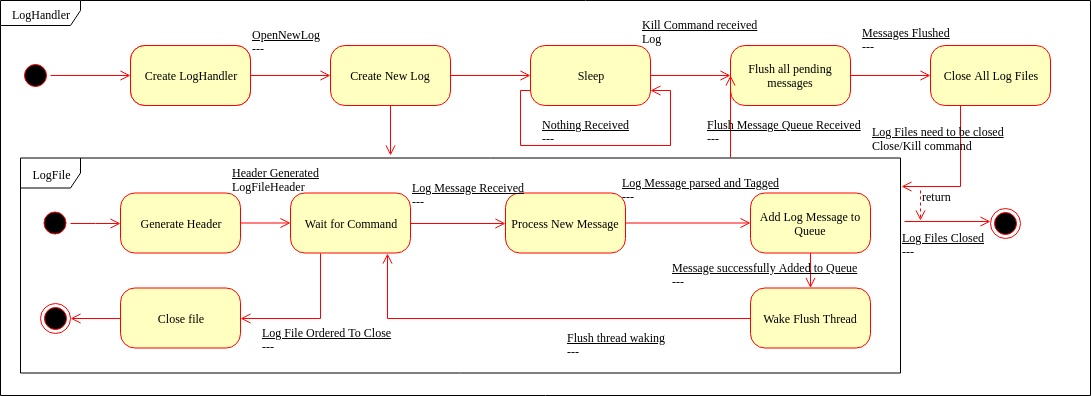 LogHandler
OpenNewLog
---
Kill Command received
Log
Messages Flushed
---
Create LogHandler
Create New Log
Sleep
Flush all pending
messages
Close All Log Files
Nothing Received
---
Flush Message Queue Received
---
Log Files need to be closed
Close/Kill command
LogFile
Header Generated
LogFileHeader
Log Message Received
---
Log Message parsed and Tagged
---
return
Generate Header
Wait for Command
Process New Message
Add Log Message to
Queue
Log Files Closed
---
Message successfully Added to Queue
---
Close file
Wake Flush Thread
Log File Ordered To Close
---
Flush thread waking
---